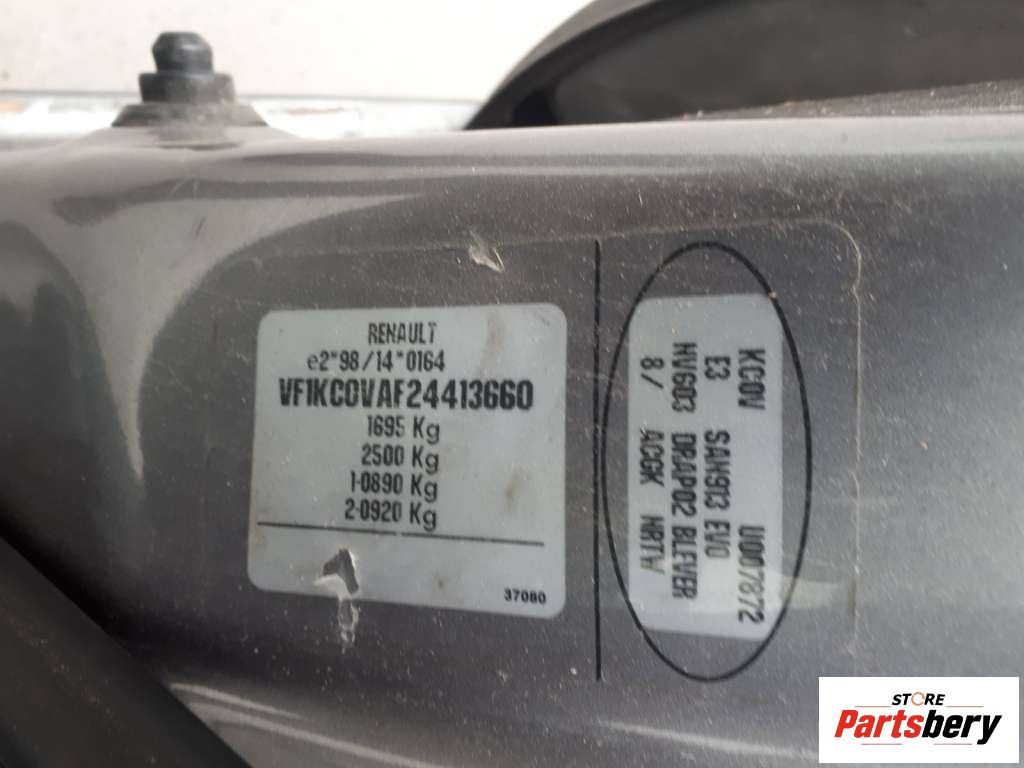 RENAULT
e2*98/14*0164
VF1KC0VAF24413660
1695 Kg
2500 Kg
1-0890 Kg
2-0920 Kg
37080
KC0V SAH913 U007872
E3 EVO
NV603 DRAP02 BLEVER
8/ ACGK NRTW
STORE
Partsbery